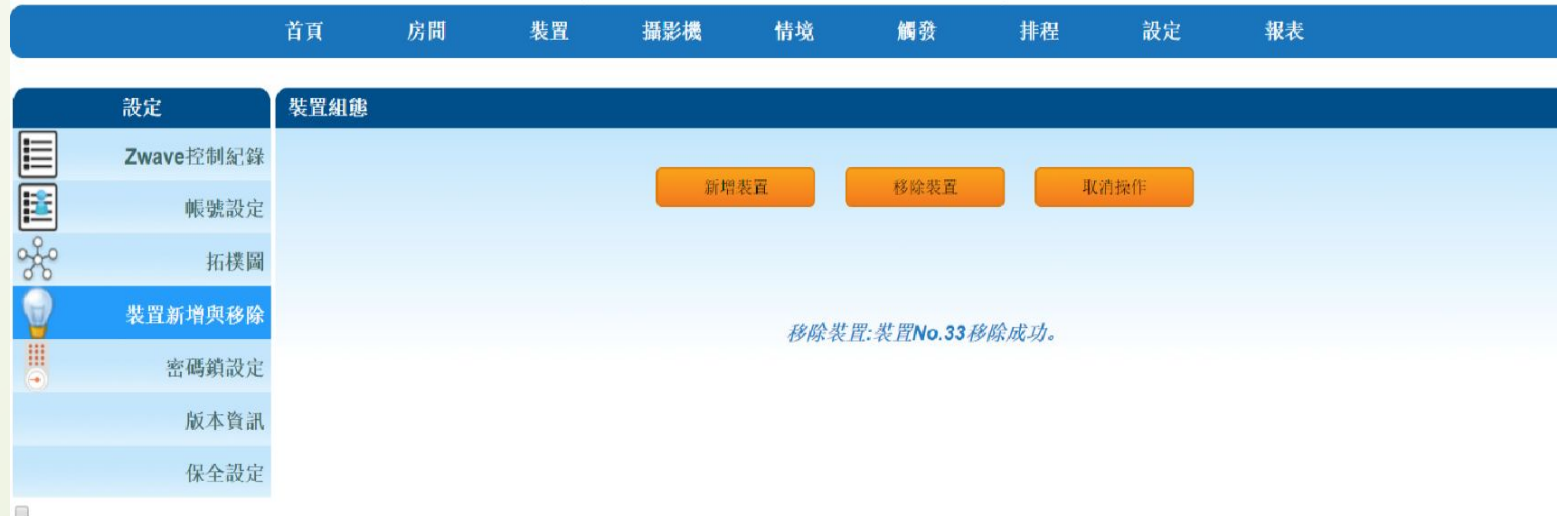 首頁 房間 裝置 攝影機 情境 觸發 排程 設定 報表
設定
裝置組態
Zwave控制紀錄
帳號設定
拓樸圖
裝置新增與移除
密碼鎖設定
版本資訊
保全設定
新增裝置 移除裝置 取消操作
移除裝置:裝置No.33移除成功。